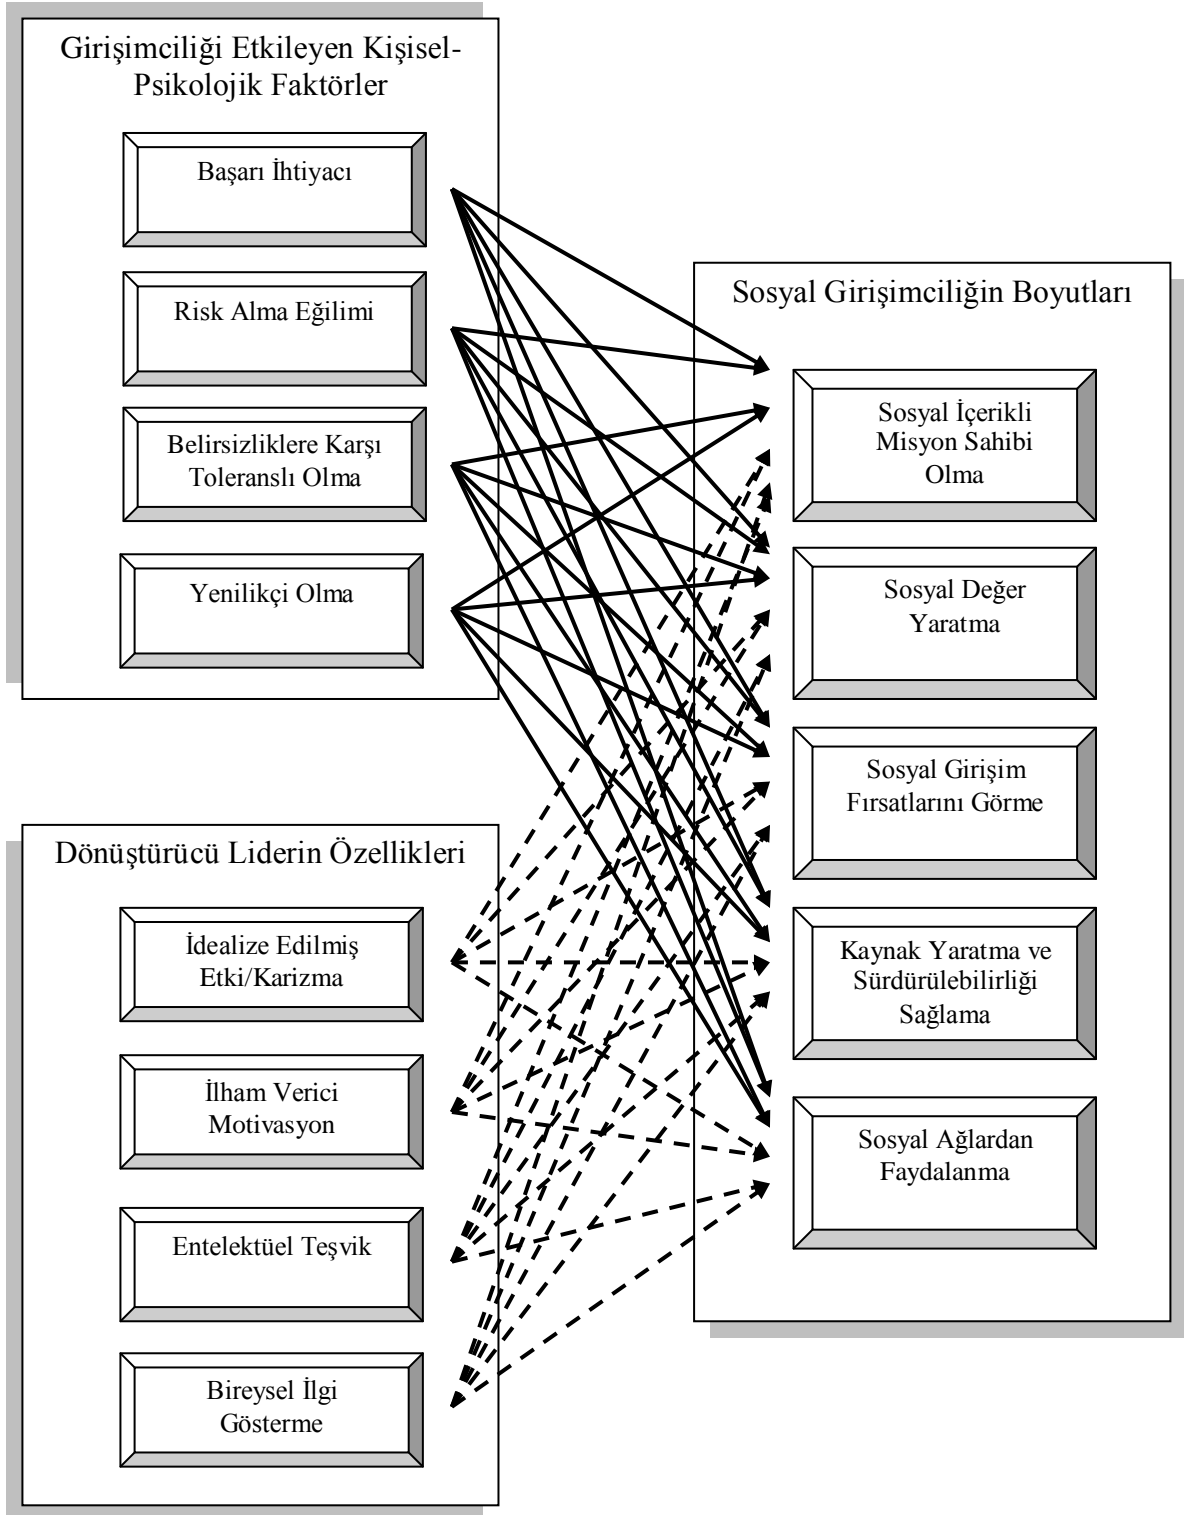 Girişimciliği Etkileyen Kişisel-
Psikolojik Faktörler
Başarı İhtiyacı
Risk Alma Eğilimi
Belirsizliklere Karşı
Toleranslı Olma
Yenilikçi Olma
Dönüştürücü Liderin Özellikleri
İdealize Edilmiş
Etki/Karizma
İlham Verici
Motivasyon
Entelektüel Teşvik
Bireysel İlgi
Gösterme
Sosyal Girişimciliğin Boyutları
Sosyal İçerikli
Misyon Sahibi
Olma
Sosyal Değer
Yaratma
Sosyal Girişim
Fırsatlarını Görme
Kaynak Yaratma ve
Sürdürülebilirliği
Sağlama
Sosyal Ağlardan
Faydalanma